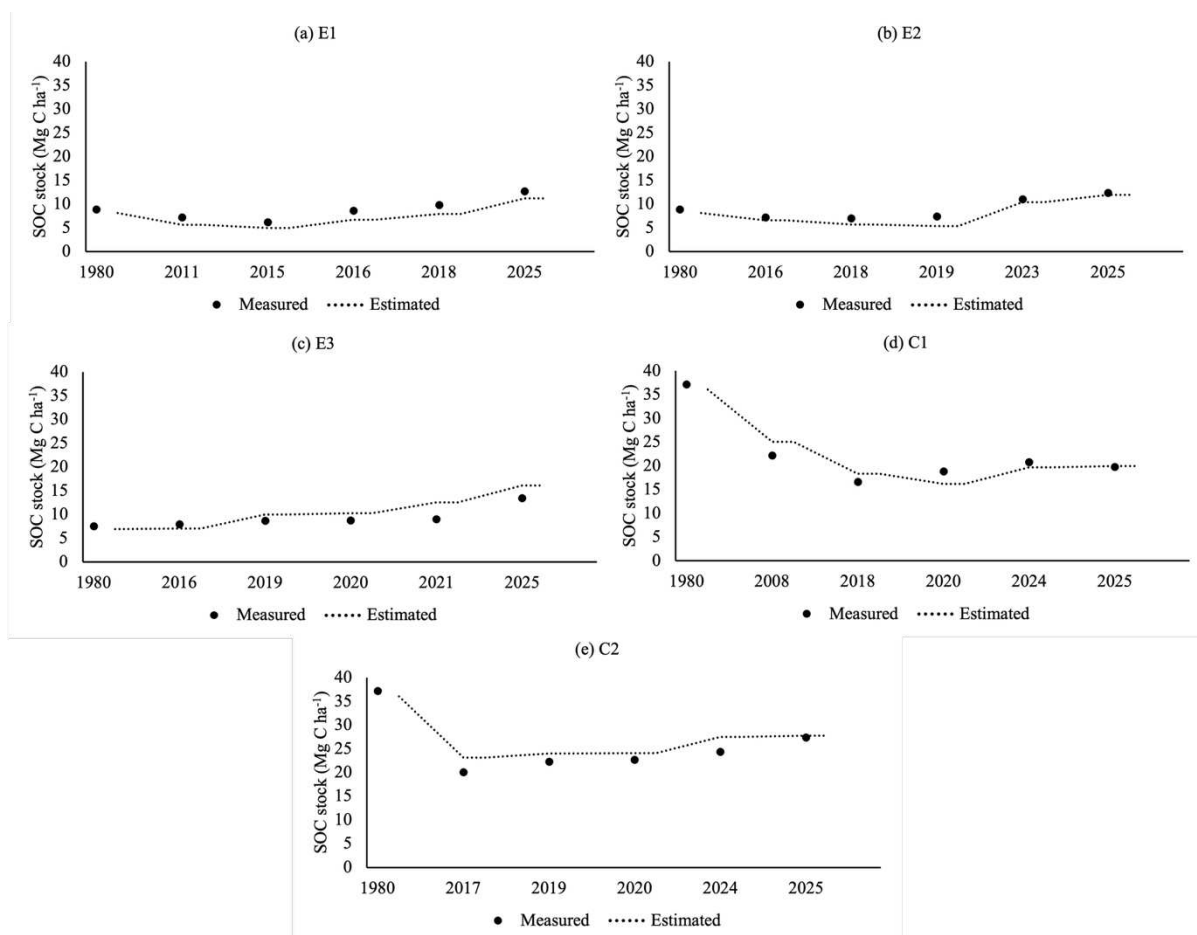 (a) E1
SOC stock (Mg C ha⁻¹)
40
35
30
25
20
15
10
5
0
1980 2011 2015 2016 2018 2025
Measured Estimated
(b) E2
SOC stock (Mg C ha⁻¹)
40
35
30
25
20
15
10
5
0
1980 2016 2018 2019 2023 2025
Measured Estimated
(c) E3
SOC stock (Mg C ha⁻¹)
40
35
30
25
20
15
10
5
0
1980 2016 2019 2020 2021 2025
Measured Estimated
(d) C1
SOC stock (Mg C ha⁻¹)
40
35
30
25
20
15
10
5
0
1980 2008 2018 2020 2024 2025
Measured Estimated
(e) C2
SOC stock (Mg C ha⁻¹)
40
35
30
25
20
15
10
5
0
1980 2017 2019 2020 2024 2025
Measured Estimated